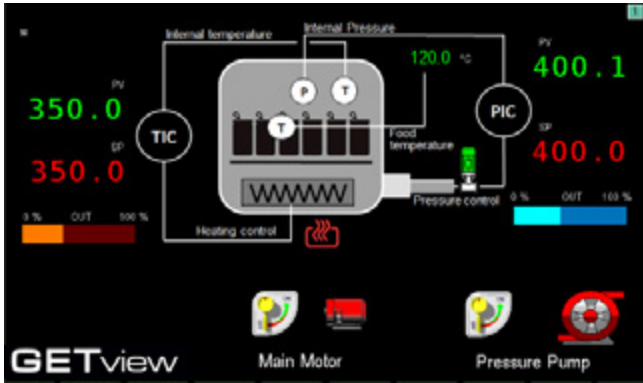 1
Internal temperature
Internal Pressure
PV
350.0
SP
350.0
0 % OUT 100 %
TIC
P
T
T
120.0 °C
Food
temperature
PIC
PV
400.1
SP
400.0
0 % OUT 100 %
Pressure control
Heating control
Main Motor
Pressure Pump
GETview